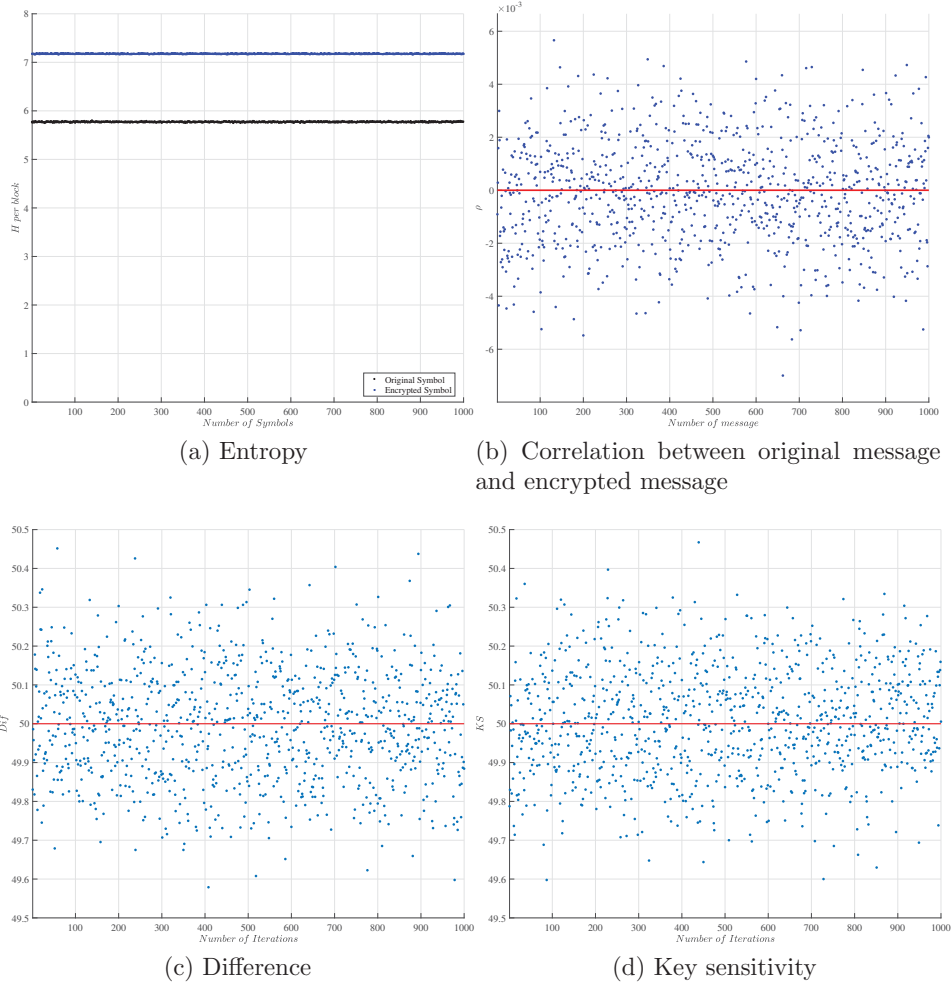 8
7
6
5
4
3
2
1
0
H per block
100 200 300 400 500 600 700 800 900 1000
Number of Symbols
Original Symbol
Encrypted Symbol
(a) Entropy
×10⁻³
6
4
2
0
-2
-4
-6
ρ
100 200 300 400 500 600 700 800 900 1000
Number of message
(b) Correlation between original message
and encrypted message
50.5
50.4
50.3
50.2
50.1
50
49.9
49.8
49.7
49.6
49.5
Dif
100 200 300 400 500 600 700 800 900 1000
Number of Iterations
(c) Difference
50.5
50.4
50.3
50.2
50.1
50
49.9
49.8
49.7
49.6
49.5
KS
100 200 300 400 500 600 700 800 900 1000
Number of Iterations
(d) Key sensitivity